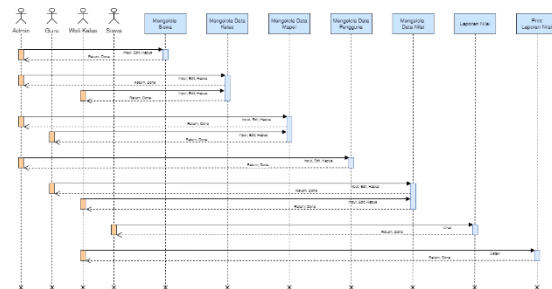 Admin
Guru
Wali Kelas
Siswa
Mengelola
Siswa
Mengelola Data
Kelas
Mengelola Data
Mapel
Mengelola Data
Pengguna
Mengelola
Data Nilai
Laporan Nilai
Print
Laporan Nilai
Input, Edit, Hapus
Return, Done
Input, Edit, Hapus
Return, Done
Input, Edit, Hapus
Return, Done
Input, Edit, Hapus
Return, Done
Input, Edit, Hapus
Return, Done
Input, Edit, Hapus
Return, Done
Input, Edit, Hapus
Return, Done
Input, Edit, Hapus
Return, Done
Return, Done
Return, Done